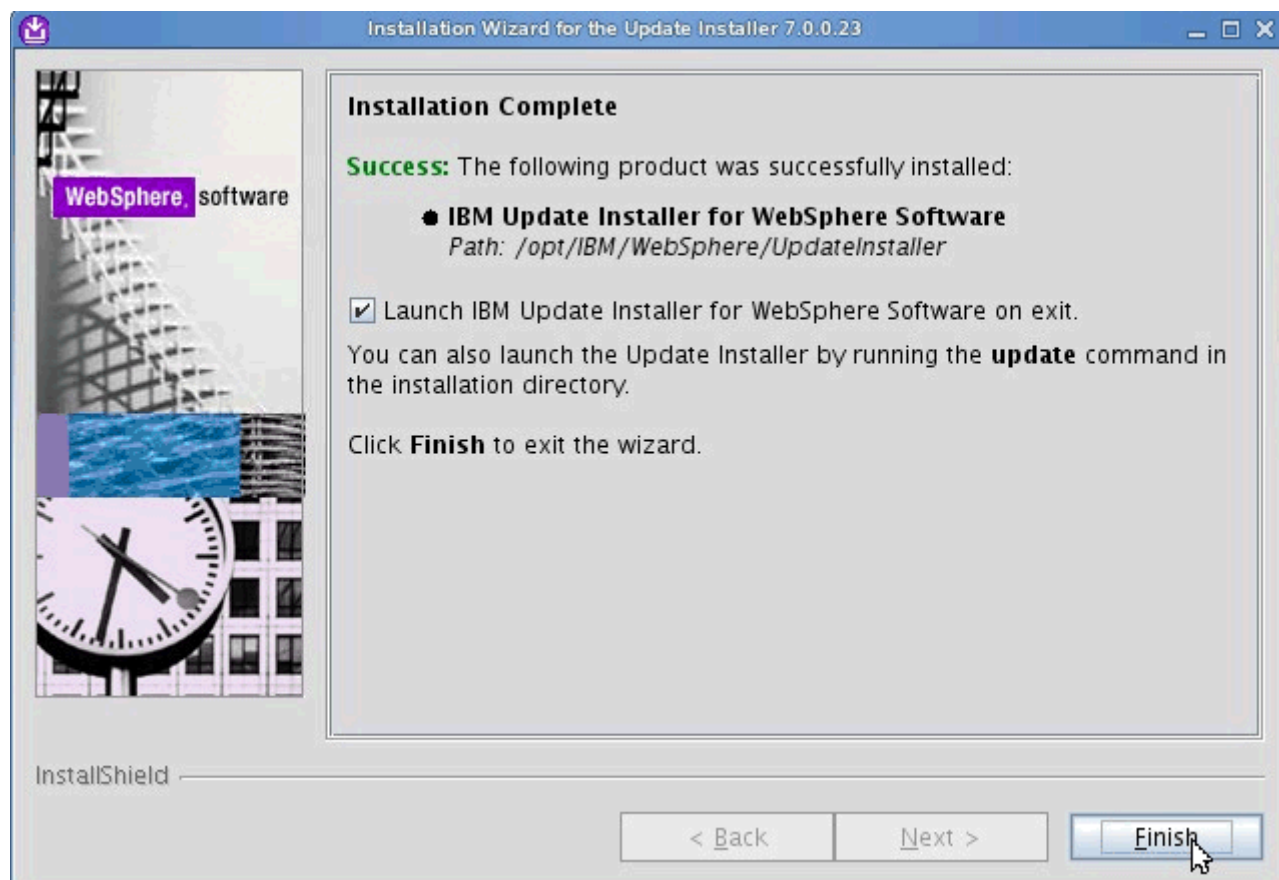 Installation Wizard for the Update Installer 7.0.0.23
WebSphere, software
Installation Complete
Success: The following product was successfully installed:
IBM Update Installer for WebSphere Software
Path: /opt/IBM/WebSphere/UpdateInstaller
Launch IBM Update Installer for WebSphere Software on exit.
You can also launch the Update Installer by running the update command in
the installation directory.
Click Finish to exit the wizard.
InstallShield
< Back
Next >
Finish